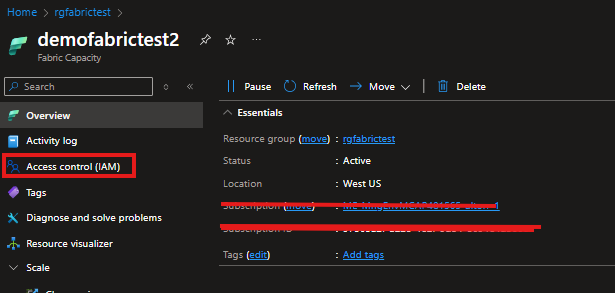 Home > rgfabrictest >
demofabrictest2
Fabric Capacity
Search
Overview
Activity log
Access control (IAM)
Tags
Diagnose and solve problems
Resource visualizer
Scale
Pause Refresh Move Delete
Essentials
Resource group (move) : rgfabrictest
Status : Active
Location : West US
Subscription (move) :
Subscription ID :
Tags (edit) : Add tags